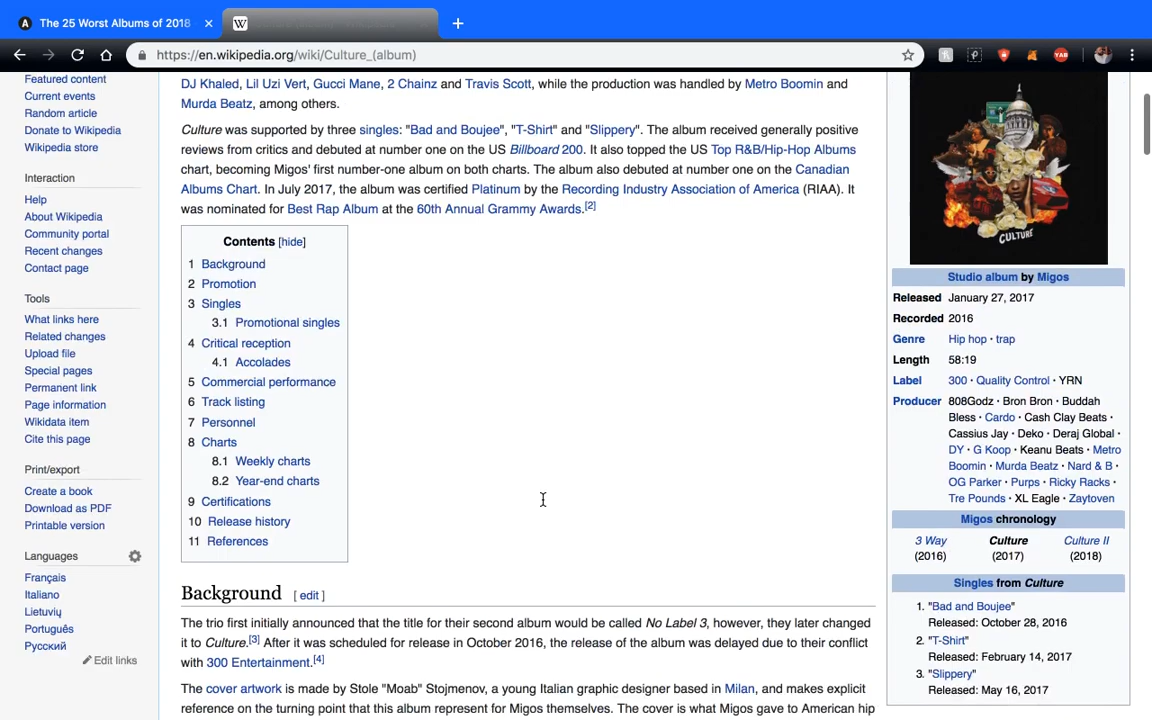 The 25 Worst Albums of 2018
https://en.wikipedia.org/wiki/Culture_(album)
YAB
Featured content
Current events
Random article
Donate to Wikipedia
Wikipedia store
Interaction
Help
About Wikipedia
Community portal
Recent changes
Contact page
Tools
What links here
Related changes
Upload file
Special pages
Permanent link
Page information
Wikidata item
Cite this page
Print/export
Create a book
Download as PDF
Printable version
Languages
Français
Italiano
Lietuvių
Português
Русский
Edit links
DJ Khaled, Lil Uzi Vert, Gucci Mane, 2 Chainz and Travis Scott, while the production was handled by Metro Boomin and
Murda Beatz, among others.
Culture was supported by three singles: "Bad and Boujee", "T-Shirt" and "Slippery". The album received generally positive
reviews from critics and debuted at number one on the US Billboard 200. It also topped the US Top R&B/Hip-Hop Albums
chart, becoming Migos' first number-one album on both charts. The album also debuted at number one on the Canadian
Albums Chart. In July 2017, the album was certified Platinum by the Recording Industry Association of America (RIAA). It
was nominated for Best Rap Album at the 60th Annual Grammy Awards.[2]
Contents [hide]
1 Background
2 Promotion
3 Singles
3.1 Promotional singles
4 Critical reception
4.1 Accolades
5 Commercial performance
6 Track listing
7 Personnel
8 Charts
8.1 Weekly charts
8.2 Year-end charts
9 Certifications
10 Release history
11 References
Background [ edit ]
The trio first initially announced that the title for their second album would be called No Label 3, however, they later changed
it to Culture.[3] After it was scheduled for release in October 2016, the release of the album was delayed due to their conflict
with 300 Entertainment.[4]
The cover artwork is made by Stole "Moab" Stojmenov, a young Italian graphic designer based in Milan, and makes explicit
reference on the turning point that this album represent for Migos themselves. The cover is what Migos gave to American hip
CULTURE
Studio album by Migos
Released January 27, 2017
Recorded 2016
Genre Hip hop · trap
Length 58:19
Label 300 · Quality Control · YRN
Producer 808Godz · Bron Bron · Buddah
Bless · Cardo · Cash Clay Beats ·
Cassius Jay · Deko · Deraj Global ·
DY · G Koop · Keanu Beats · Metro
Boomin · Murda Beatz · Nard & B ·
OG Parker · Purps · Ricky Racks ·
Tre Pounds · XL Eagle · Zaytoven
Migos chronology
3 Way Culture Culture II
(2016) (2017) (2018)
Singles from Culture
1. "Bad and Boujee"
Released: October 28, 2016
2. "T-Shirt"
Released: February 14, 2017
3. "Slippery"
Released: May 16, 2017